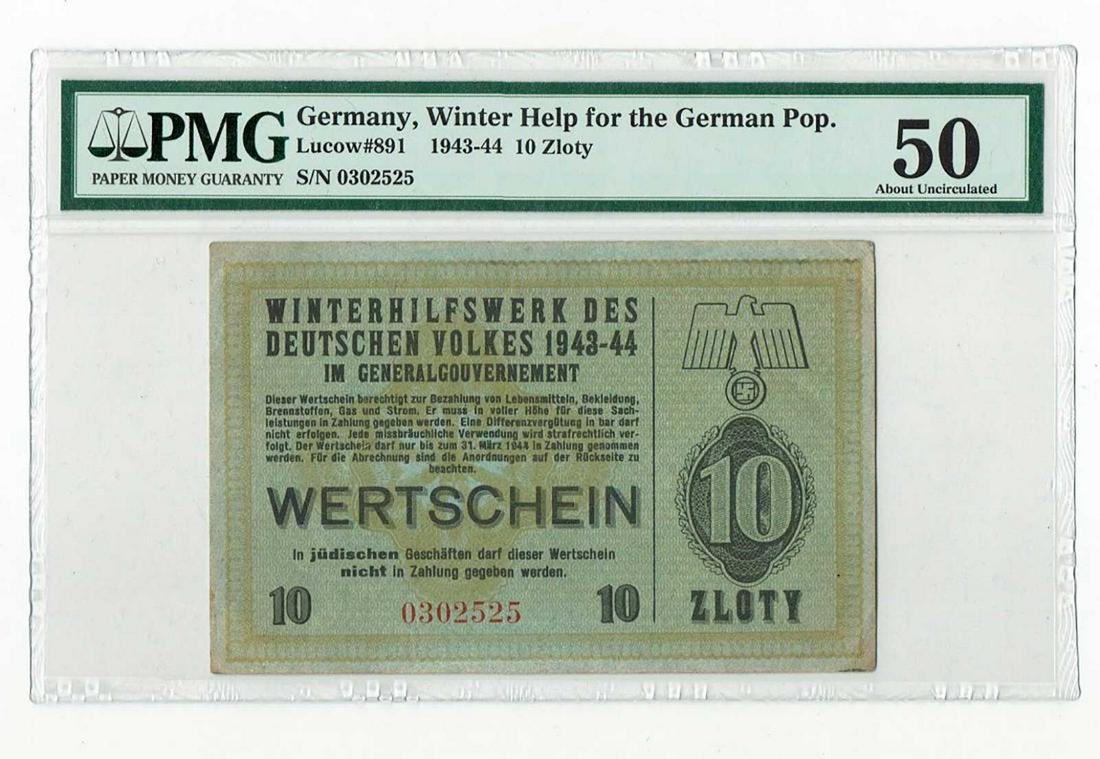 PMG
PAPER MONEY GUARANTY
Germany, Winter Help for the German Pop.
Lucow#891 1943-44 10 Zloty
S/N 0302525
50
About Uncirculated
WINTERHILFSWERK DES
DEUTSCHEN VOLKES 1943-44
IM GENERALGOUVERNEMENT
Dieser Wertschein berechtigt zur Bezahlung von Lebensmitteln, Bekleidung,
Brennstoffen, Gas und Strom. Er muss in voller Höhe für diese Sach-
leistungen in Zahlung gegeben werden. Eine Differenzvergütung in bar darf
nicht erfolgen. Jede missbräuchliche Verwendung wird strafrechtlich ver-
folgt. Der Wertschein darf nur bis zum 31. März 1944 in Zahlung genommen
werden. Für die Abrechnung sind die Anordnungen auf der Rückseite zu
beachten.
WERTSCHEIN
In jüdischen Geschäften darf dieser Wertschein
nicht in Zahlung gegeben werden.
10 0302525 10
10
ZLOTY